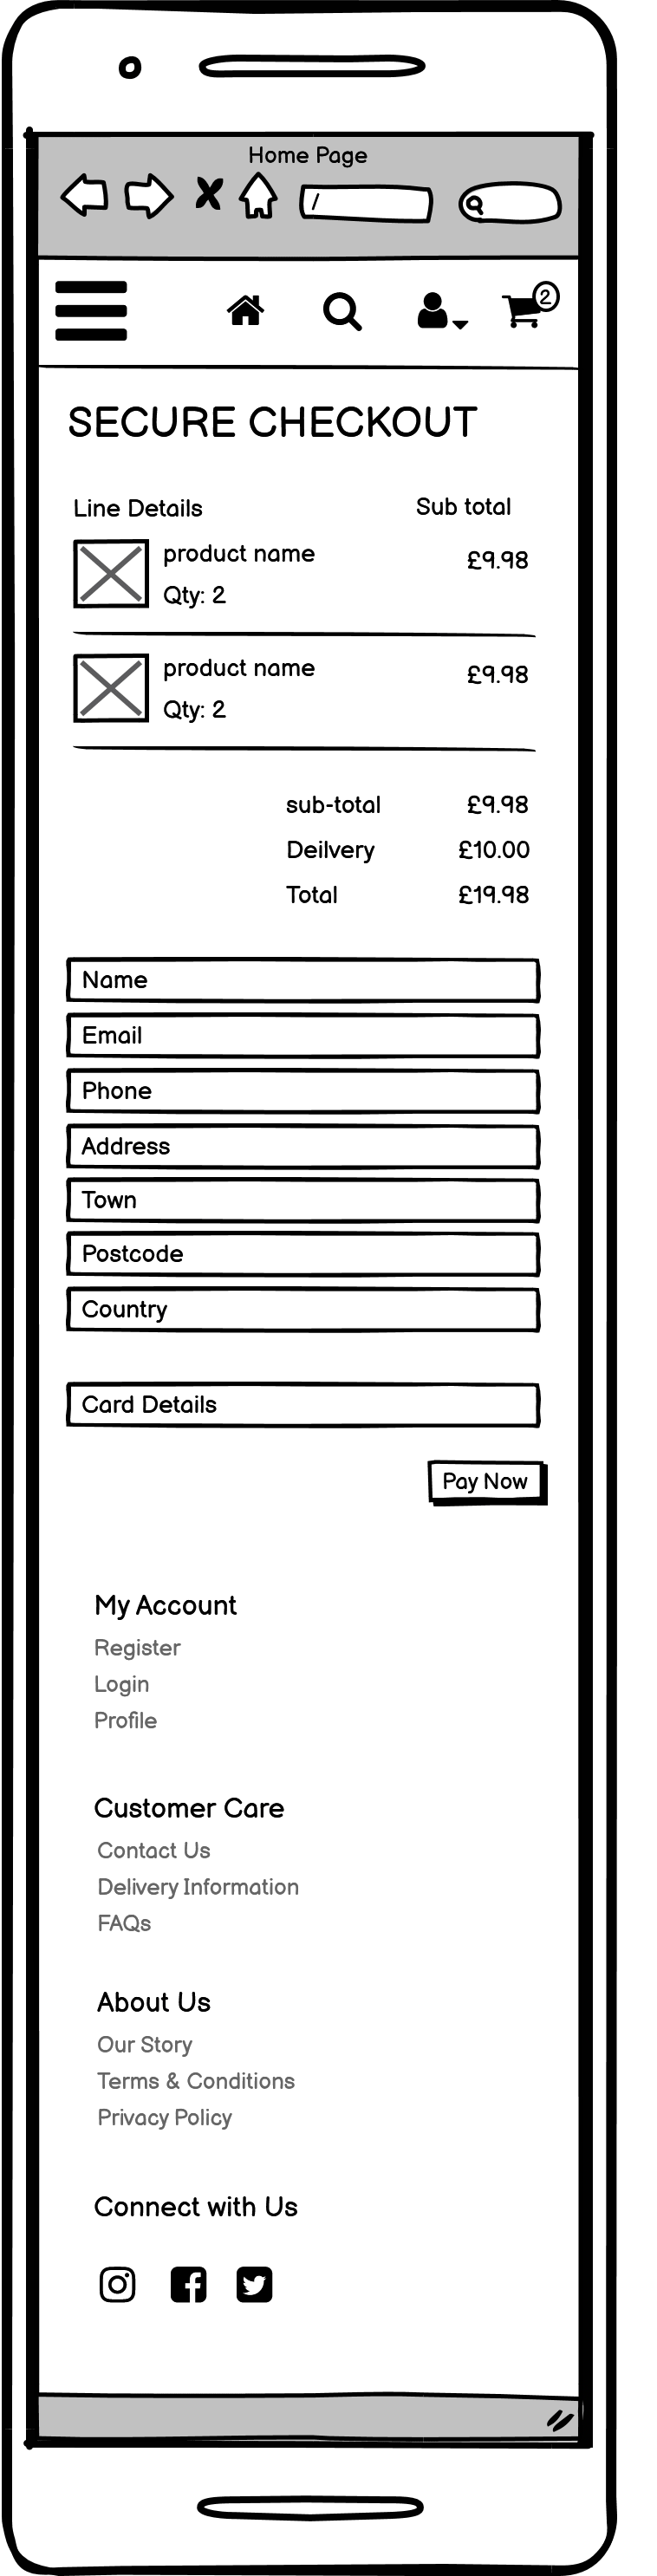 Home Page
/
2
SECURE CHECKOUT
Line Details Sub total
product name £9.98
Qty: 2
product name £9.98
Qty: 2
sub-total £9.98
Deilvery £10.00
Total £19.98
Name
Email
Phone
Address
Town
Postcode
Country
Card Details
Pay Now
My Account
Register
Login
Profile
Customer Care
Contact Us
Delivery Information
FAQs
About Us
Our Story
Terms & Conditions
Privacy Policy
Connect with Us